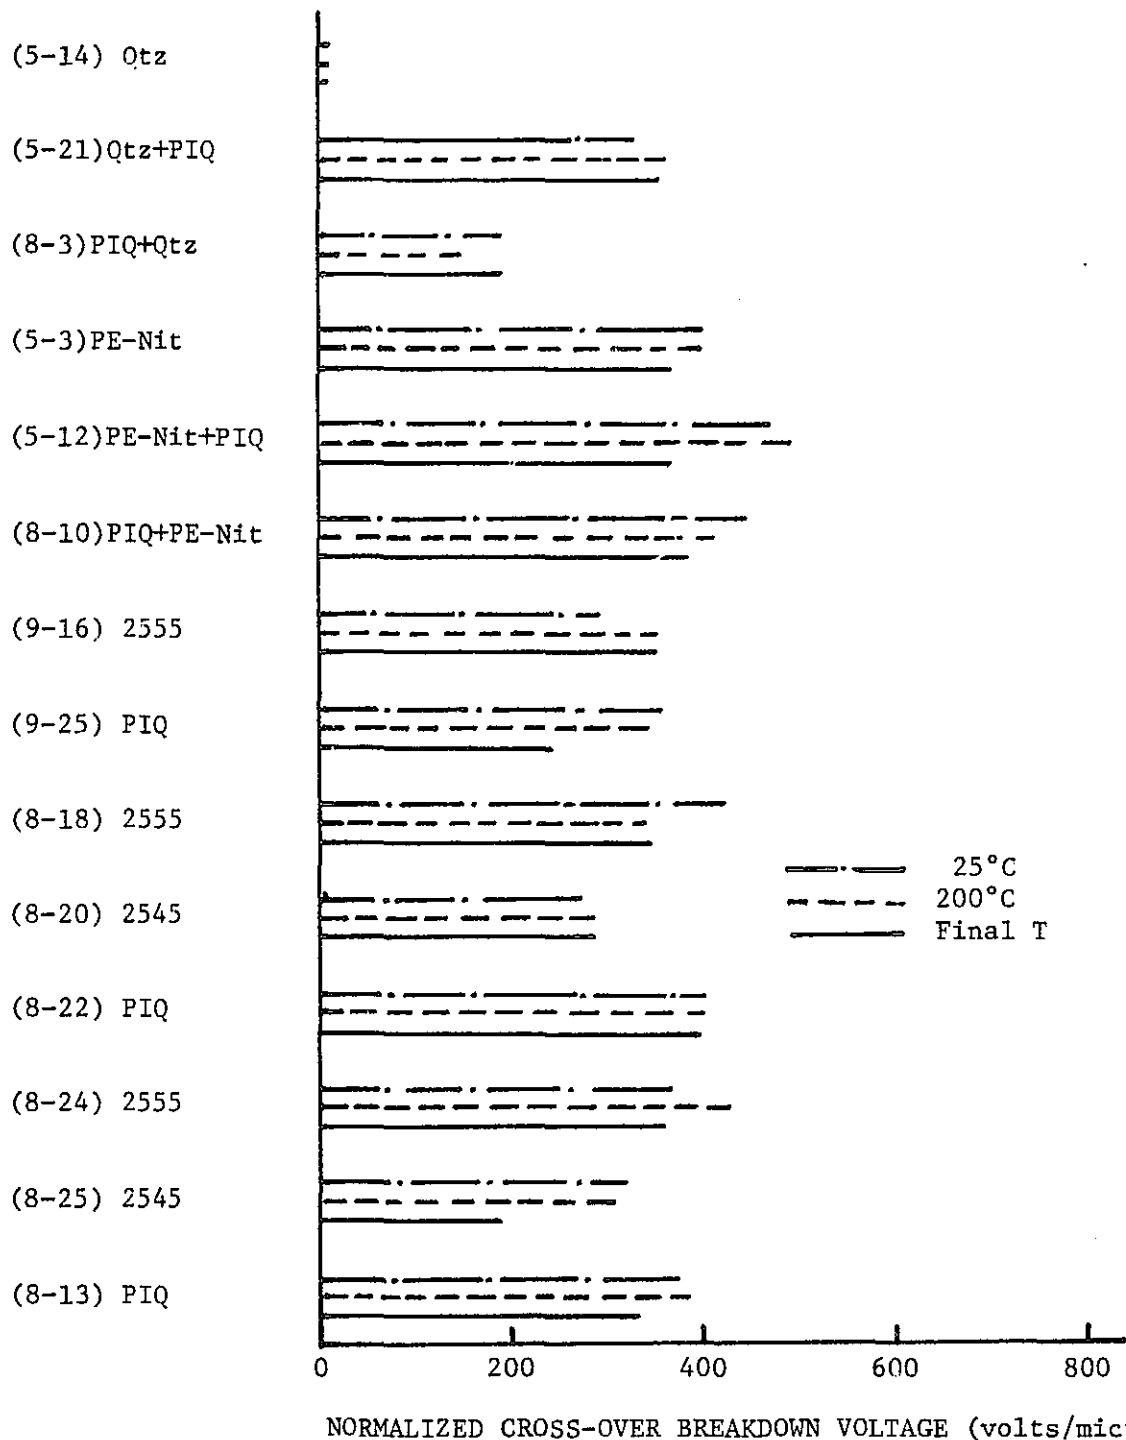 (5-14) Qtz
(5-21)Qtz+PIQ
(8-3)PIQ+Qtz
(5-3)PE-Nit
(5-12)PE-Nit+PIQ
(8-10)PIQ+PE-Nit
(9-16) 2555
(9-25) PIQ
(8-18) 2555
25°C
200°C
Final T
(8-20) 2545
(8-22) PIQ
(8-24) 2555
(8-25) 2545
(8-13) PIQ
0 200 400 600 800
NORMALIZED CROSS-OVER BREAKDOWN VOLTAGE (volts/mic